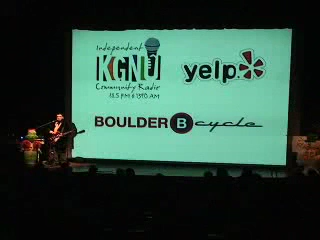 Independent
KGNU
Community Radio
88.5 FM & 1390 AM
yelp
BOULDER B cycle